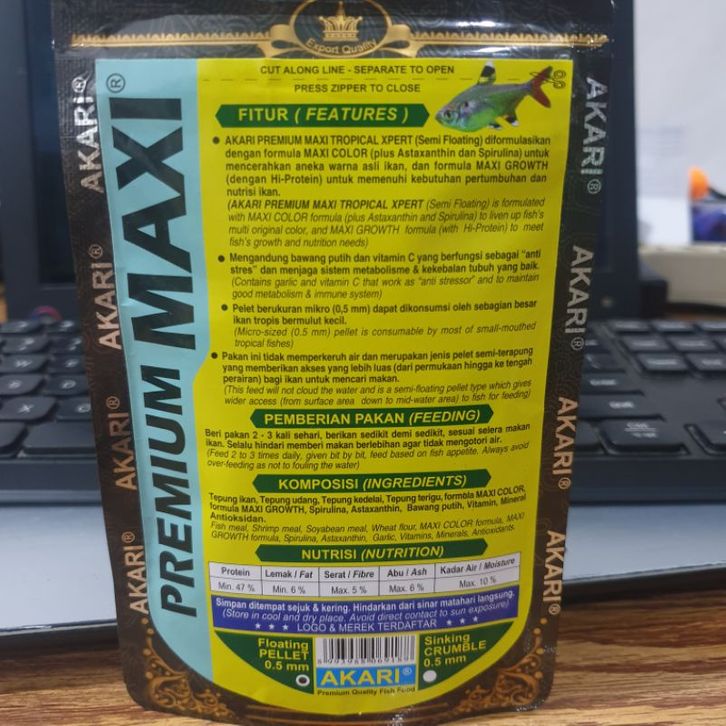 Export Quality
CUT ALONG LINE - SEPARATE TO OPEN
PRESS ZIPPER TO CLOSE
FITUR ( FEATURES )
● AKARI PREMIUM MAXI TROPICAL XPERT (Semi Floating) diformulasikan
dengan formula MAXI COLOR (plus Astaxanthin dan Spirulina) untuk
mencerahkan aneka warna asli ikan, dan formula MAXI GROWTH
(dengan Hi-Protein) untuk memenuhi kebutuhan pertumbuhan dan
nutrisi ikan.
(AKARI PREMIUM MAXI TROPICAL XPERT (Semi Floating) is formulated
with MAXI COLOR formula (plus Astaxanthin and Spirulina) to liven up fish's
multi original color, and MAXI GROWTH formula (with Hi-Protein) to meet
fish's growth and nutrition needs)
● Mengandung bawang putih dan vitamin C yang berfungsi sebagai "anti
stres" dan menjaga sistem metabolisme & kekebalan tubuh yang baik.
(Contains garlic and vitamin C that work as "anti stressor" and to maintain
good metabolism & immune system)
● Pelet berukuran mikro (0,5 mm) dapat dikonsumsi oleh sebagian besar
ikan tropis bermulut kecil.
(Micro-sized (0.5 mm) pellet is consumable by most of small-mouthed
tropical fishes)
● Pakan ini tidak memperkeruh air dan merupakan jenis pelet semi-terapung
yang memberikan akses yang lebih luas (dari permukaan hingga ke tengah
perairan) bagi ikan untuk mencari makan.
(This feed will not cloud the water and is a semi-floating pellet type which gives
wider access (from surface area down to mid-water area) to fish for feeding)
PEMBERIAN PAKAN (FEEDING)
Beri pakan 2 - 3 kali sehari, berikan sedikit demi sedikit, sesuai selera makan
ikan. Selalu hindari memberi makan berlebihan agar tidak mengotori air.
(Feed 2 to 3 times daily, given bit by bit, feed based on fish appetite. Always avoid
over-feeding as not to fouling the water)
KOMPOSISI (INGREDIENTS)
Tepung ikan, Tepung udang, Tepung kedelai, Tepung terigu, formola MAXI COLOR,
formula MAXI GROWTH, Spirulina, Astaxanthin, Bawang putih, Vitamin, Mineral
Antioksidan.
Fish meal, Shrimp meal, Soyabean meal, Wheat flour, MAXI COLOR formula, MAXI
GROWTH formula, Spirulina, Astaxanthin, Garlic, Vitamins, Minerals, Antioxidants.
NUTRISI (NUTRITION)
Protein Lemak / Fat Serat / Fibre Abu / Ash Kadar Air / Moisture
Min. 47 % Min. 6 % Max. 5 % Max. 6 % Max. 10 %
Simpan ditempat sejuk & kering. Hindarkan dari sinar matahari langsung.
(Store in cool and dry place. Avoid direct contact to sun exposure)
★ ★ ★ LOGO & MEREK TERDAFTAR ★ ★ ★
Floating
PELLET
0.5 mm
AKARI®
Premium Quality Fish Food
Sinking
CRUMBLE
0.5 mm
PREMIUM MAXI®
AKARI®
AKARI®
AKARI®
AKARI®
AKARI®
AKARI®
AKARI®
AKARI®